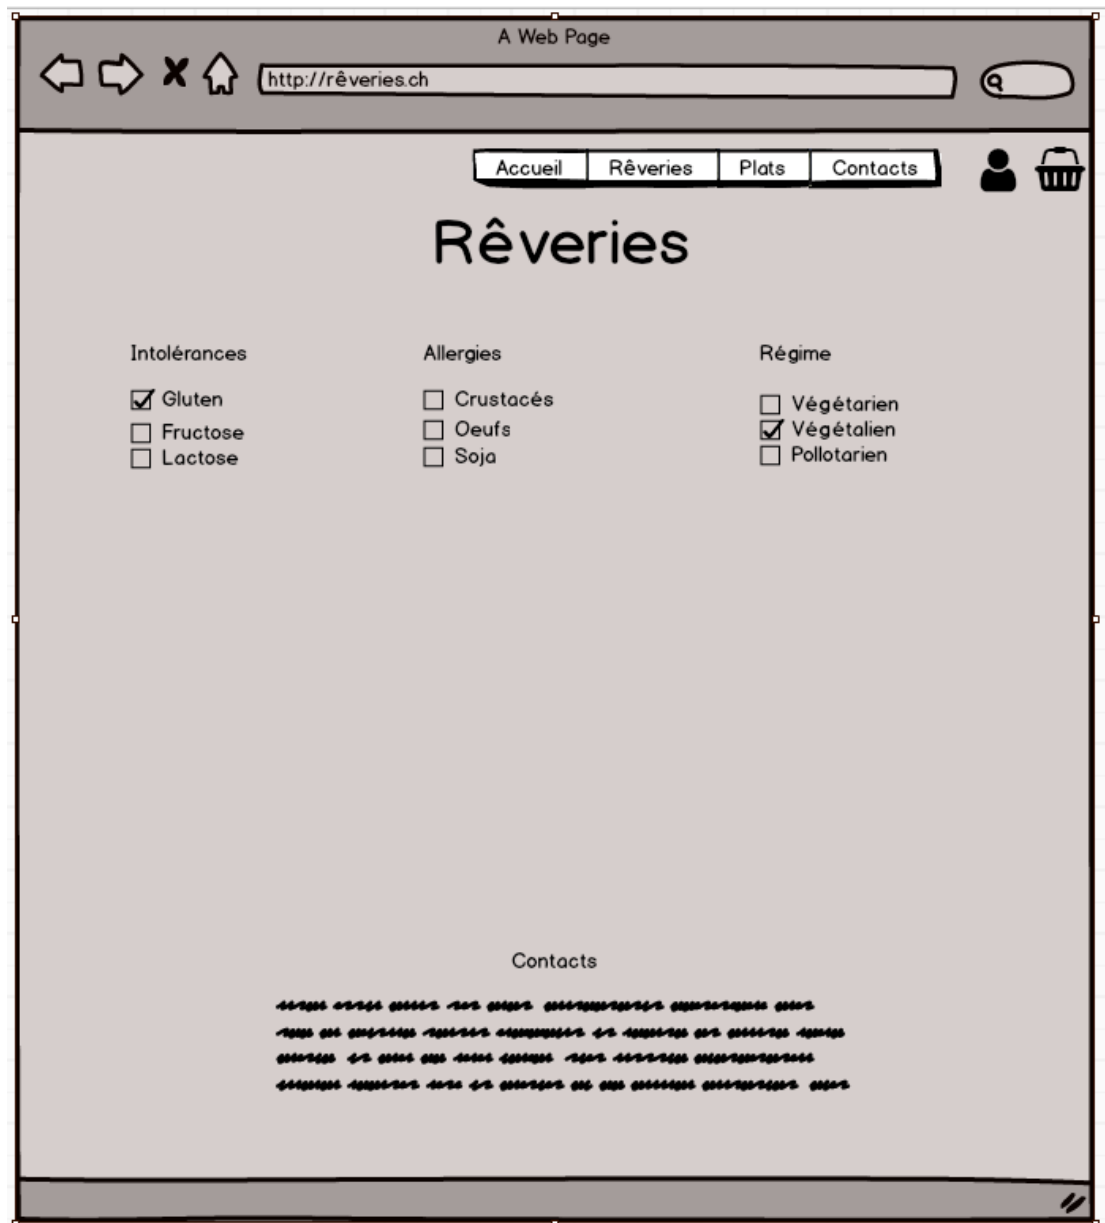 A Web Page
http://rêveries.ch
Accueil Rêveries Plats Contacts
Rêveries
Intolérances
Gluten
Fructose
Lactose
Allergies
Crustacés
Oeufs
Soja
Régime
Végétarien
Végétalien
Pollotarien
Contacts